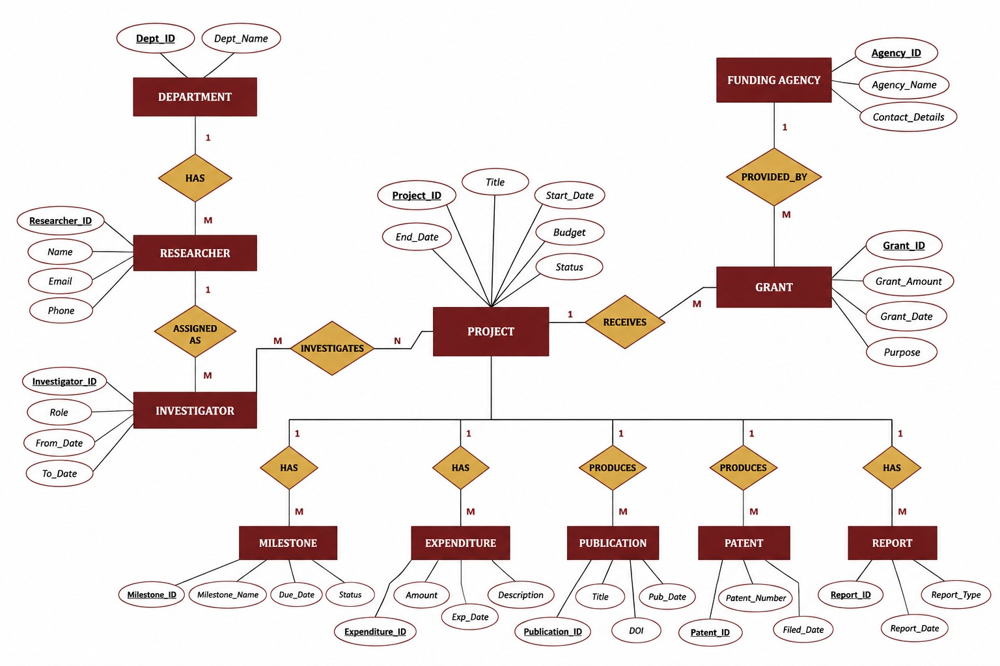 Dept_ID
Dept_Name
DEPARTMENT
1
HAS
M
Researcher_ID
Name
Email
Phone
RESEARCHER
1
ASSIGNED
AS
M
Investigator_ID
Role
From_Date
To_Date
INVESTIGATOR
M
INVESTIGATES
N
Project_ID
Title
Start_Date
End_Date
Budget
Status
PROJECT
1
RECEIVES
M
FUNDING AGENCY
Agency_ID
Agency_Name
Contact_Details
1
PROVIDED_BY
M
GRANT
Grant_ID
Grant_Amount
Grant_Date
Purpose
1
HAS
M
MILESTONE
Milestone_ID
Milestone_Name
Due_Date
Status
1
HAS
M
EXPENDITURE
Expenditure_ID
Amount
Exp_Date
Description
1
PRODUCES
M
PUBLICATION
Publication_ID
Title
DOI
Pub_Date
1
PRODUCES
M
PATENT
Patent_ID
Patent_Number
Filed_Date
1
HAS
M
REPORT
Report_ID
Report_Date
Report_Type